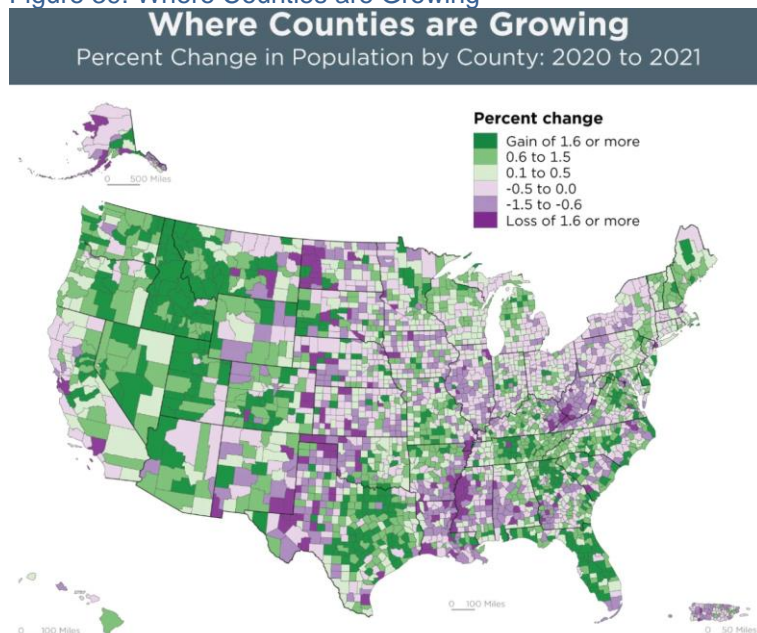 Figure 30: Where Counties are Growing
Where Counties are Growing
Percent Change in Population by County: 2020 to 2021
Percent change
Gain of 1.6 or more
0.6 to 1.5
0.1 to 0.5
-0.5 to 0.0
-1.5 to -0.6
Loss of 1.6 or more
0 500 Miles
0 100 Miles
0 100 Miles
0 50 Miles